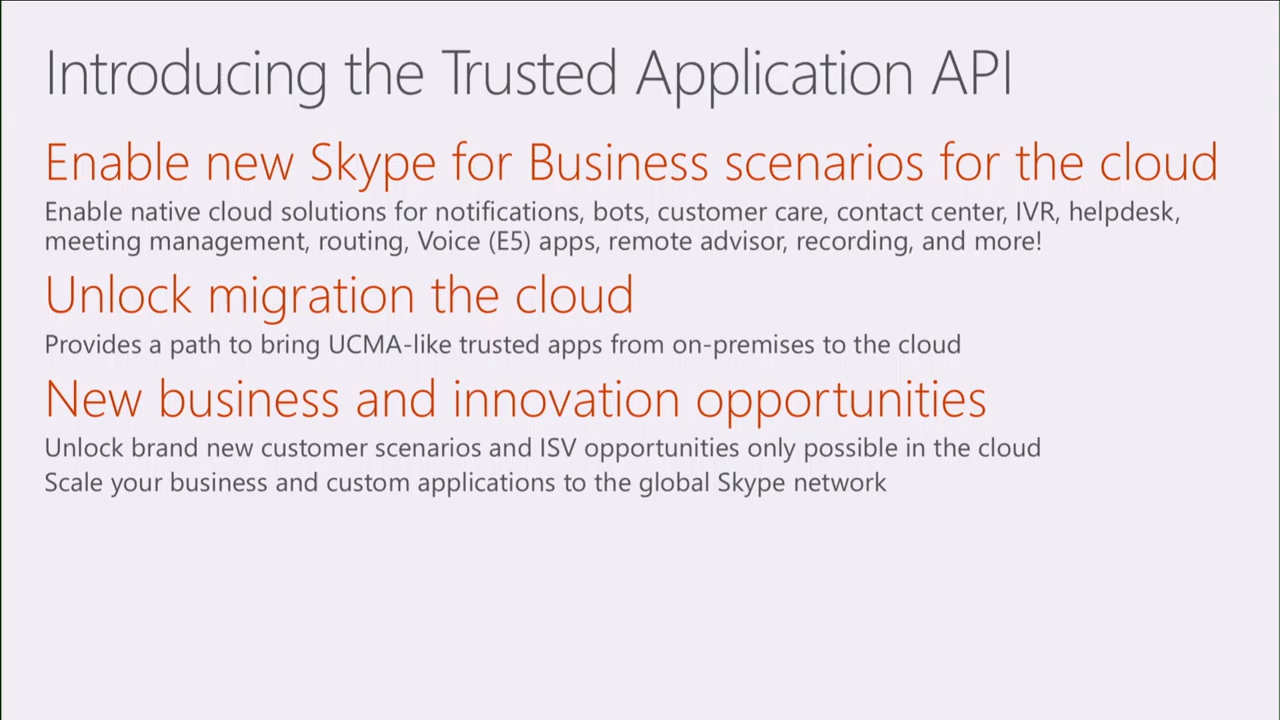 Introducing the Trusted Application API
Enable new Skype for Business scenarios for the cloud
Enable native cloud solutions for notifications, bots, customer care, contact center, IVR, helpdesk,
meeting management, routing, Voice (E5) apps, remote advisor, recording, and more!
Unlock migration the cloud
Provides a path to bring UCMA-like trusted apps from on-premises to the cloud
New business and innovation opportunities
Unlock brand new customer scenarios and ISV opportunities only possible in the cloud
Scale your business and custom applications to the global Skype network